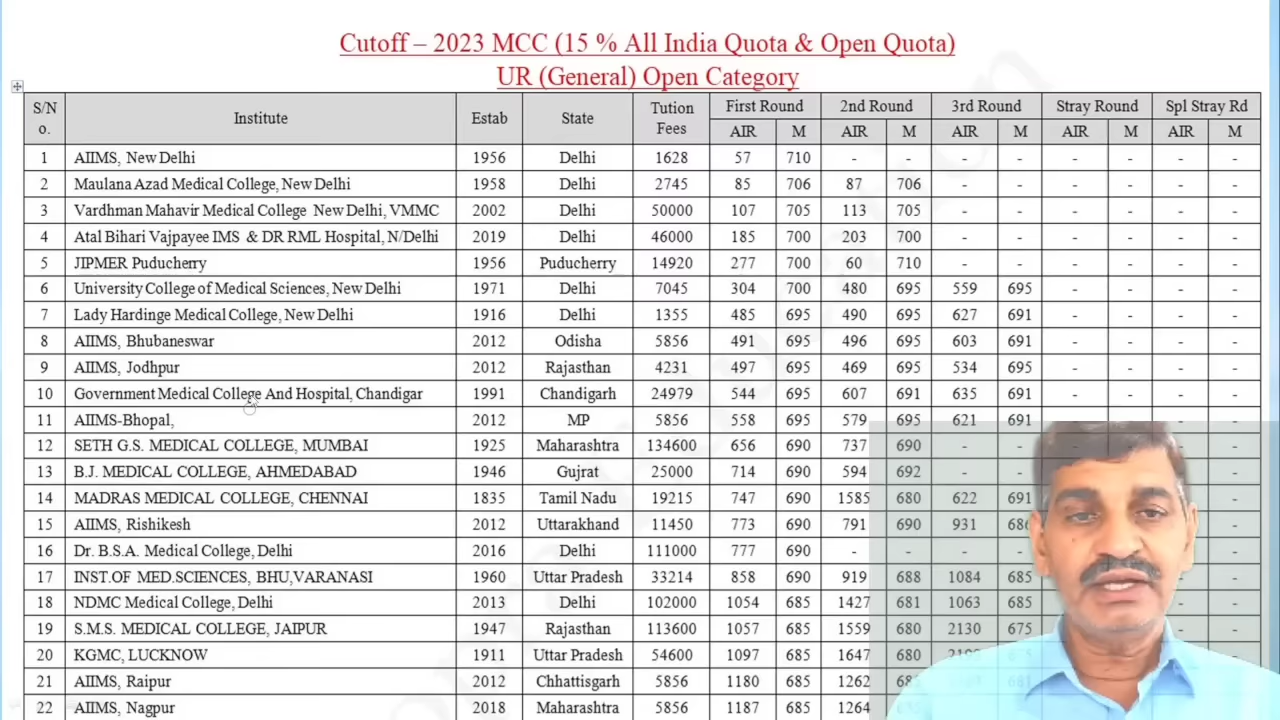 Cutoff – 2023 MCC (15 % All India Quota & Open Quota)
UR (General) Open Category
S/N o. Institute Estab State Tution Fees First Round 2nd Round 3rd Round Stray Round Spl Stray Rd
AIR M AIR M AIR M AIR M AIR M
1 AIIMS, New Delhi 1956 Delhi 1628 57 710 - - - - - - - -
2 Maulana Azad Medical College, New Delhi 1958 Delhi 2745 85 706 87 706 - - - - - -
3 Vardhman Mahavir Medical College New Delhi, VMMC 2002 Delhi 50000 107 705 113 705 - - - - - -
4 Atal Bihari Vajpayee IMS & DR RML Hospital, N/Delhi 2019 Delhi 46000 185 700 203 700 - - - - - -
5 JIPMER Puducherry 1956 Puducherry 14920 277 700 60 710 - - - - - -
6 University College of Medical Sciences, New Delhi 1971 Delhi 7045 304 700 480 695 559 695 - - - -
7 Lady Hardinge Medical College, New Delhi 1916 Delhi 1355 485 695 490 695 627 691 - - - -
8 AIIMS, Bhubaneswar 2012 Odisha 5856 491 695 496 695 603 691 - - - -
9 AIIMS, Jodhpur 2012 Rajasthan 4231 497 695 469 695 534 695 - - - -
10 Government Medical College And Hospital, Chandigar 1991 Chandigarh 24979 544 695 607 691 635 691 - - - -
11 AIIMS-Bhopal, 2012 MP 5856 558 695 579 695 621 691 - - - -
12 SETH G.S. MEDICAL COLLEGE, MUMBAI 1925 Maharashtra 134600 656 690 737 690 - - -
13 B.J. MEDICAL COLLEGE, AHMEDABAD 1946 Gujrat 25000 714 690 594 692 - - -
14 MADRAS MEDICAL COLLEGE, CHENNAI 1835 Tamil Nadu 19215 747 690 1585 680 622 691 -
15 AIIMS, Rishikesh 2012 Uttarakhand 11450 773 690 791 690 931 -
16 Dr. B.S.A. Medical College, Delhi 2016 Delhi 111000 777 690 - - - - -
17 INST.OF MED.SCIENCES, BHU,VARANASI 1960 Uttar Pradesh 33214 858 690 919 688 1084 685 - -
18 NDMC Medical College, Delhi 2013 Delhi 102000 1054 685 1427 681 1063 685 - -
19 S.M.S. MEDICAL COLLEGE, JAIPUR 1947 Rajasthan 113600 1057 685 1559 680 2130 675 - -
20 KGMC, LUCKNOW 1911 Uttar Pradesh 54600 1097 685 1647 680 - -
21 AIIMS, Raipur 2012 Chhattisgarh 5856 1180 685 1262
22 AIIMS, Nagpur 2018 Maharashtra 5856 1187 685 1264